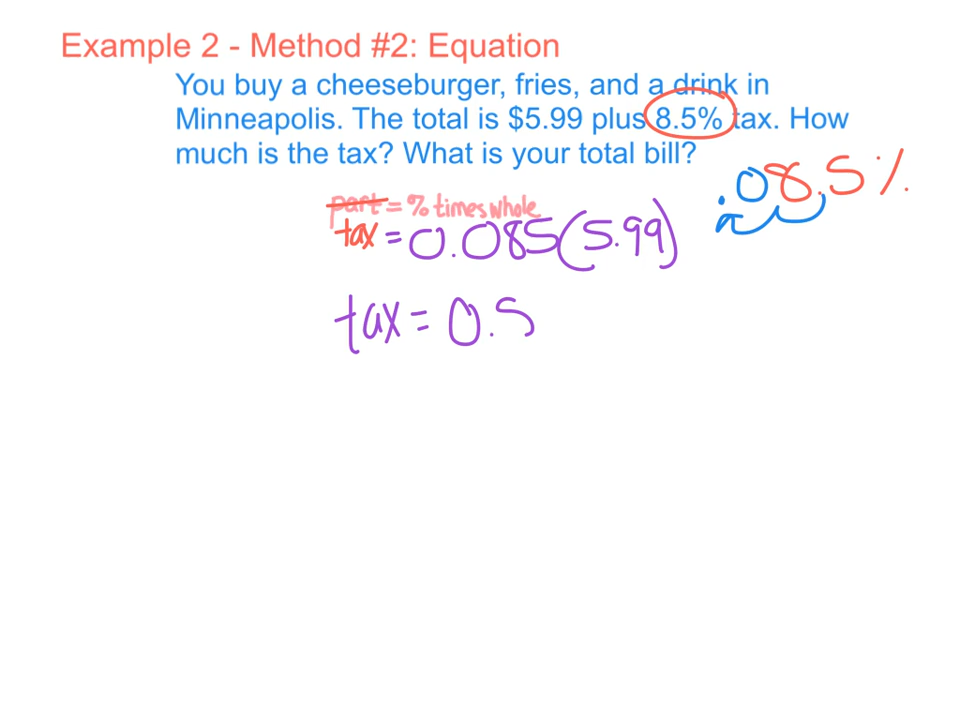 Example 2 - Method #2: Equation
You buy a cheeseburger, fries, and a drink in
Minneapolis. The total is $5.99 plus 8.5% tax. How
much is the tax? What is your total bill?
.08.5%
part = % times whole
tax = 0.085(5.99)
tax = 0.5